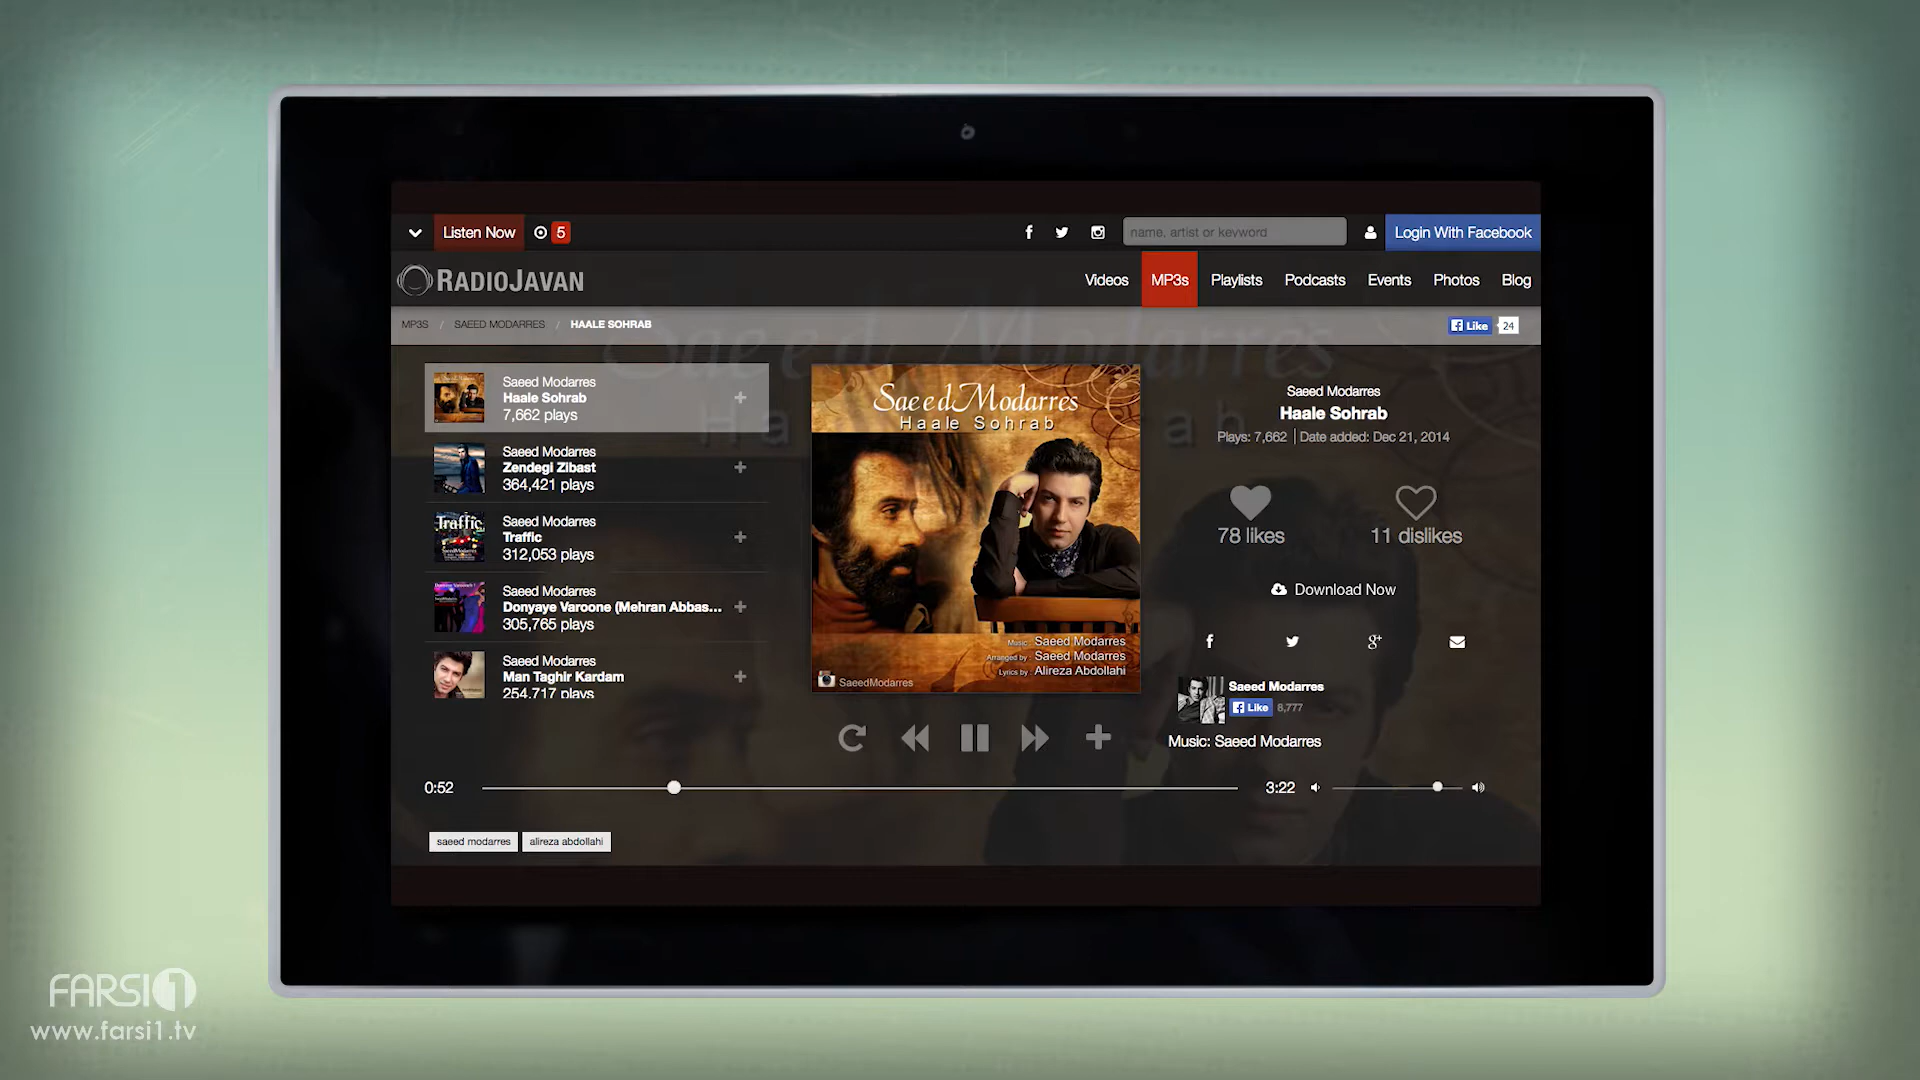 Listen Now
5
name, artist or keyword
Login With Facebook
RADIOJAVAN
Videos
MP3s
Playlists
Podcasts
Events
Photos
Blog
MP3S / SAEED MODARRES / HAALE SOHRAB
Like
24
Saeed Modarres
Haale Sohrab
7,662 plays
Saeed Modarres
Zendegi Zibast
364,421 plays
Traffic
Saeed Modarres
Traffic
312,053 plays
Saeed Modarres
Donyaye Varoone (Mehran Abbas...
305,765 plays
Saeed Modarres
Man Taghir Kardam
254,717 plays
Saeed Modarres
Haale Sohrab
Music: Saeed Modarres
Arranged by: Saeed Modarres
Lyrics by: Alireza Abdollahi
SaeedModarres
Saeed Modarres
Haale Sohrab
Plays: 7,662 | Date added: Dec 21, 2014
78 likes
11 dislikes
Download Now
Saeed Modarres
Like
8,777
Music: Saeed Modarres
0:52
3:22
saeed modarres
alireza abdollahi
FARSI1
www.farsi1.tv